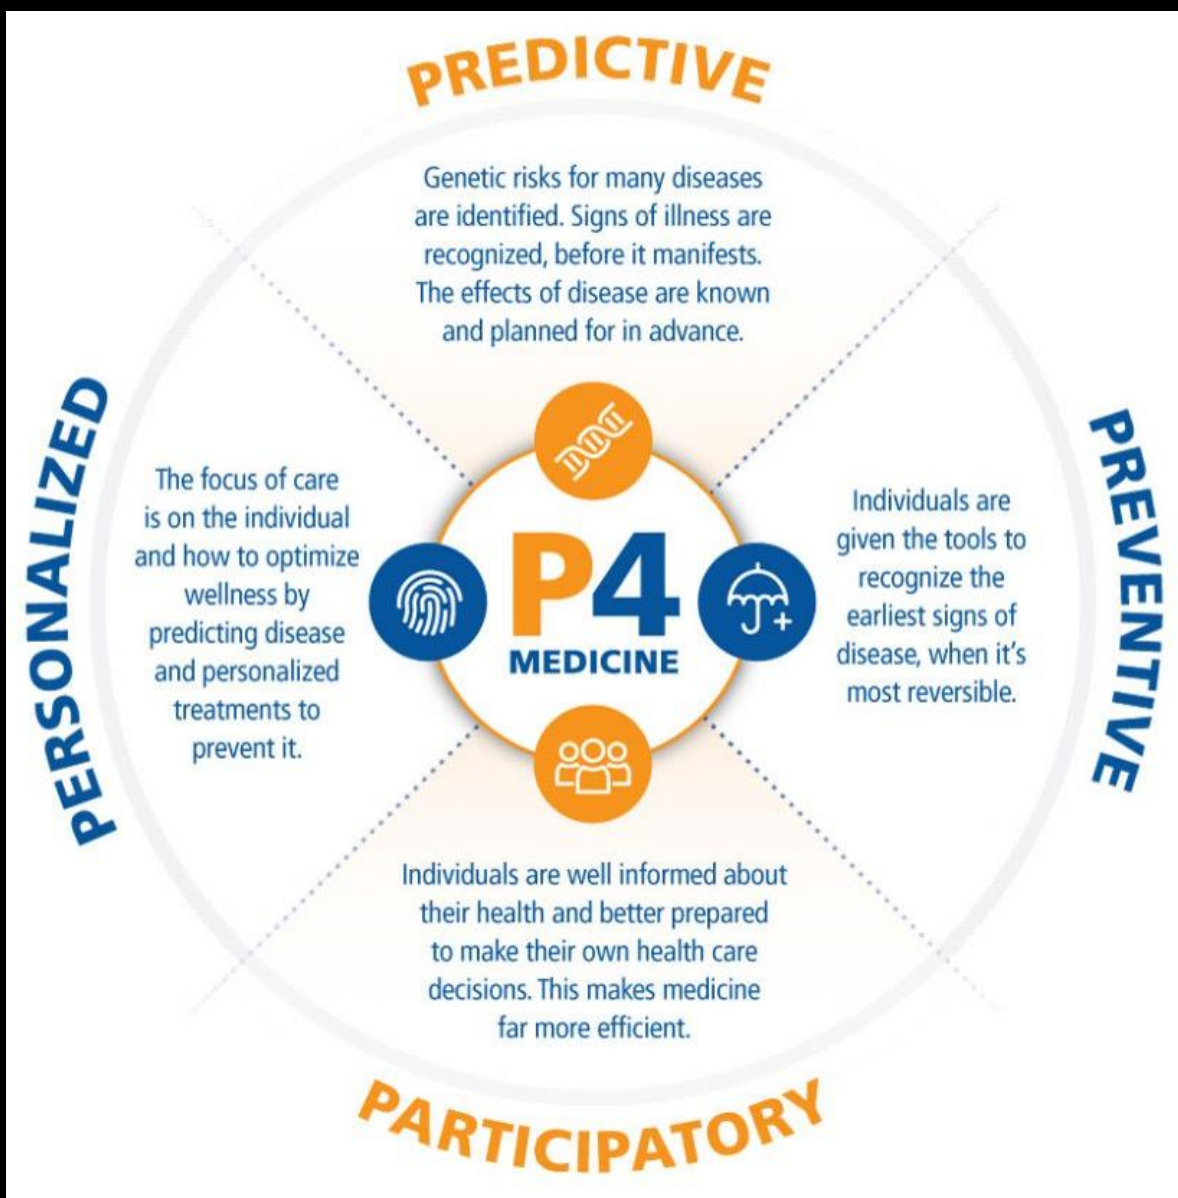 PREDICTIVE
Genetic risks for many diseases
are identified. Signs of illness are
recognized, before it manifests.
The effects of disease are known
and planned for in advance.
PERSONALIZED
The focus of care
is on the individual
and how to optimize
wellness by
predicting disease
and personalized
treatments to
prevent it.
P4
MEDICINE
PREVENTIVE
Individuals are
given the tools to
recognize the
earliest signs of
disease, when it's
most reversible.
Individuals are well informed about
their health and better prepared
to make their own health care
decisions. This makes medicine
far more efficient.
PARTICIPATORY